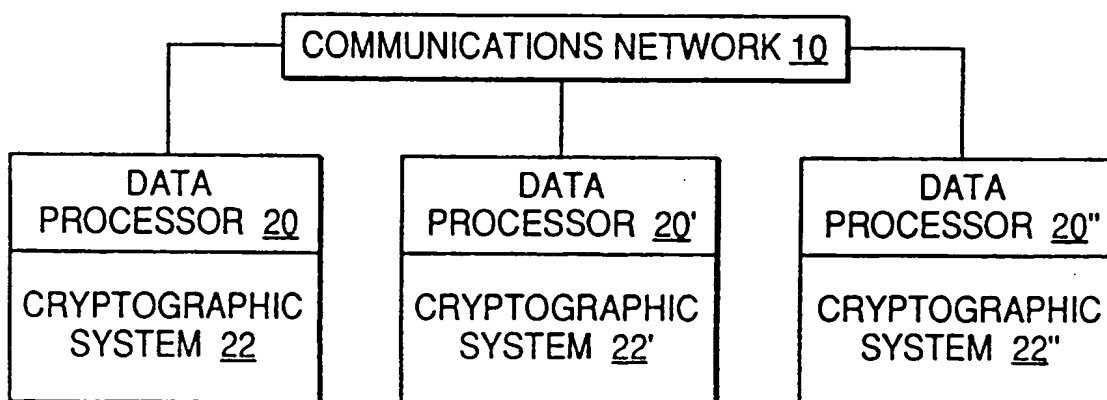 COMMUNICATIONS NETWORK 10
DATA
PROCESSOR 20
CRYPTOGRAPHIC
SYSTEM 22
DATA
PROCESSOR 20'
CRYPTOGRAPHIC
SYSTEM 22'
DATA
PROCESSOR 20"
CRYPTOGRAPHIC
SYSTEM 22"